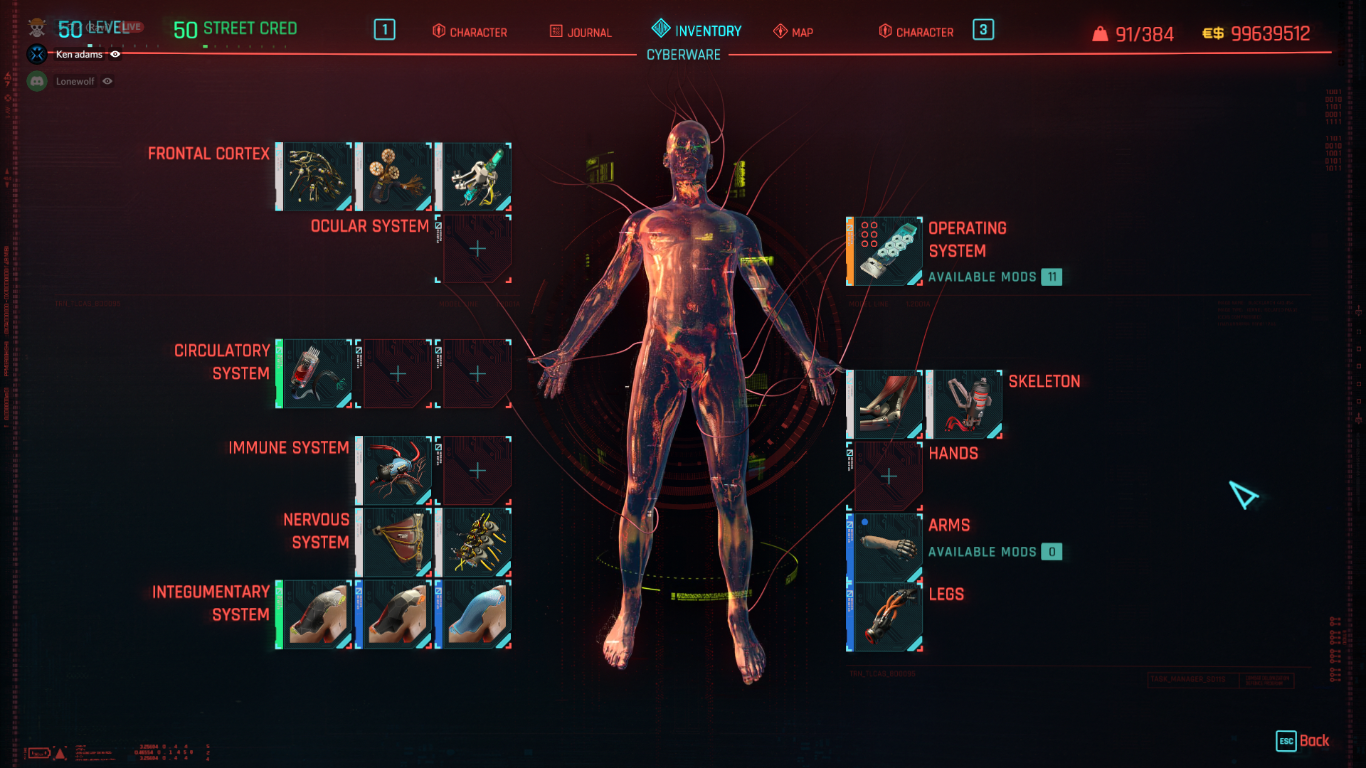 50 LEVEL
LIVE
50 STREET CRED
1
CHARACTER
JOURNAL
INVENTORY
MAP
CHARACTER
3
91/384
€$ 99639512
Ken adams
CYBERWARE
Lonewolf
FRONTAL CORTEX
OCULAR SYSTEM
OPERATING
SYSTEM
AVAILABLE MODS 11
CIRCULATORY
SYSTEM
SKELETON
IMMUNE SYSTEM
HANDS
NERVOUS
SYSTEM
ARMS
AVAILABLE MODS 0
INTEGUMENTARY
SYSTEM
LEGS
ESC Back